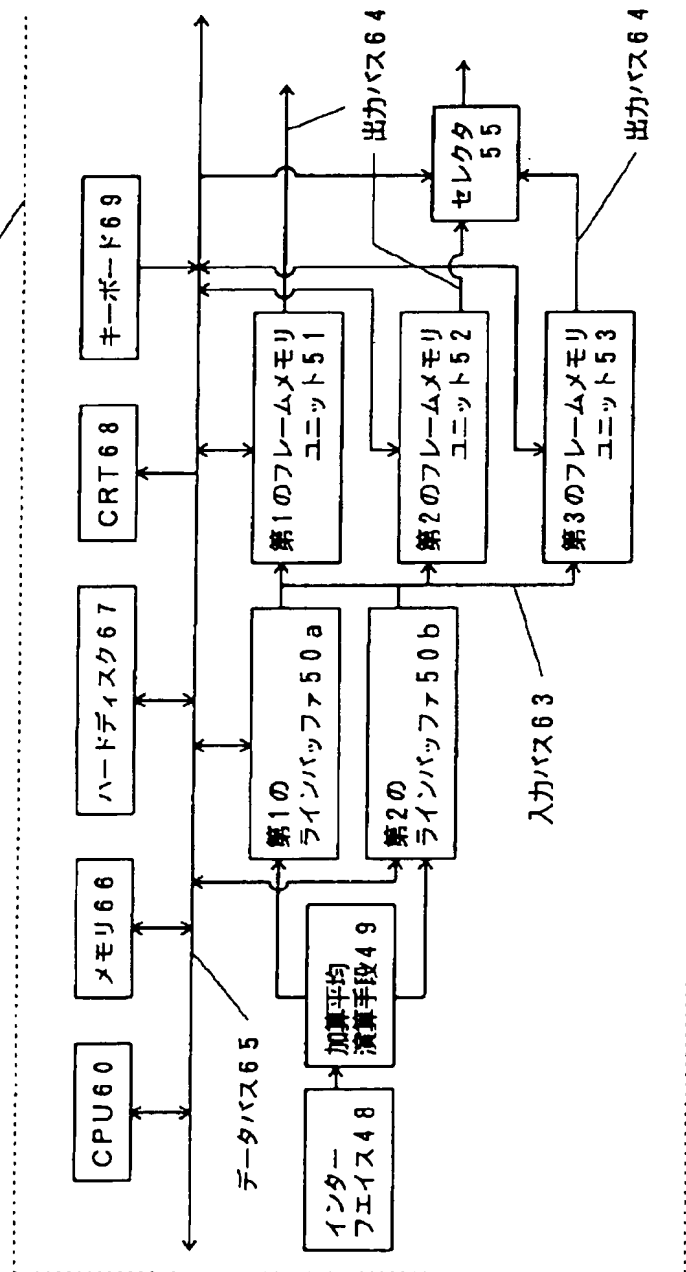 CPU60
メモリ66
ハードディスク67
CRT68
キーボード69
データバス65
インター
フェイス48
加算平均
演算手段49
第1の
ラインバッファ50a
第2の
ラインバッファ50b
入力バス63
第1のフレームメモリ
ユニット51
第2のフレームメモリ
ユニット52
第3のフレームメモリ
ユニット53
出力バス64
セレクタ
55
出力バス64